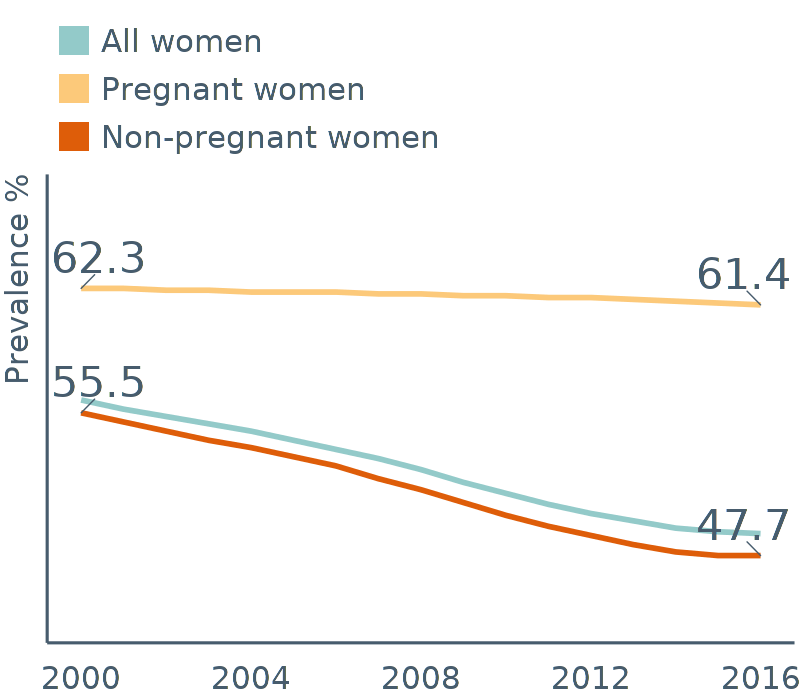 All women
Pregnant women
Non-pregnant women
Prevalence %
62.3
61.4
55.5
47.7
2000 2004 2008 2012 2016